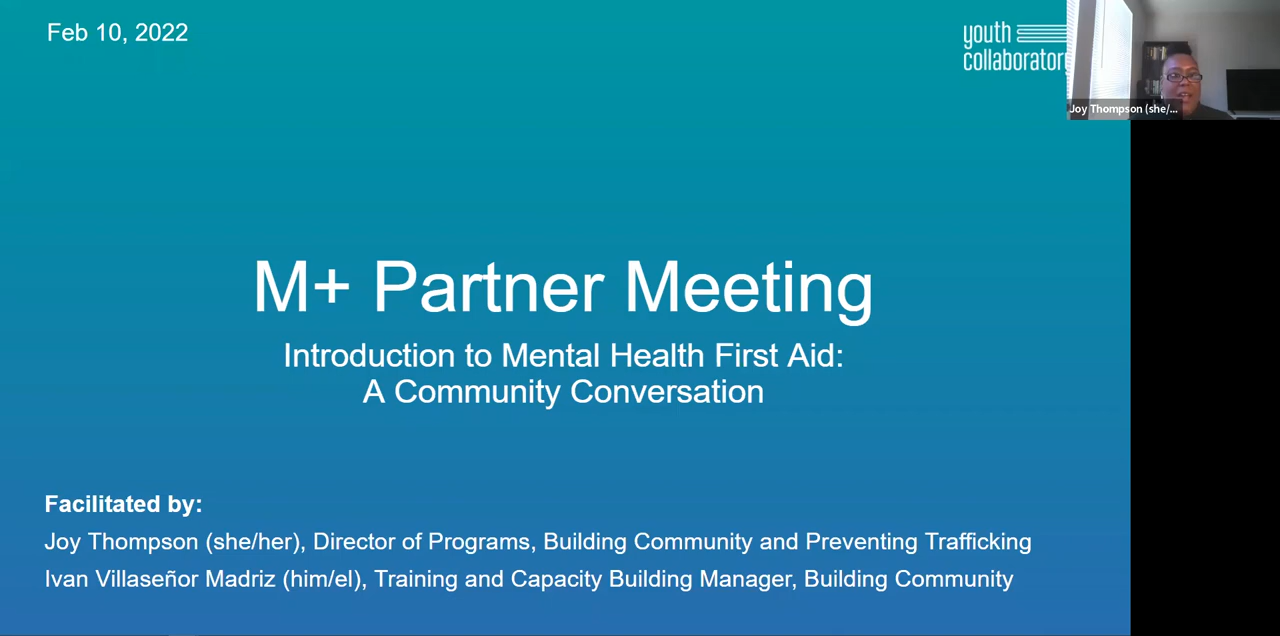 Feb 10, 2022
youth
collaborator
Joy Thompson (she/...
M+ Partner Meeting
Introduction to Mental Health First Aid:
A Community Conversation
Facilitated by:
Joy Thompson (she/her), Director of Programs, Building Community and Preventing Trafficking
Ivan Villaseñor Madriz (him/el), Training and Capacity Building Manager, Building Community